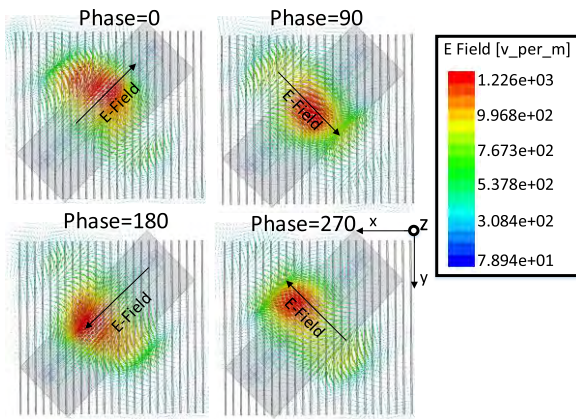 Phase=0
Phase=90
E-Field
E-Field
E Field [v_per_m]
1.226e+03
9.968e+02
7.673e+02
5.378e+02
3.084e+02
7.894e+01
Phase=180
Phase=270
x
z
y
E-Field
E-Field